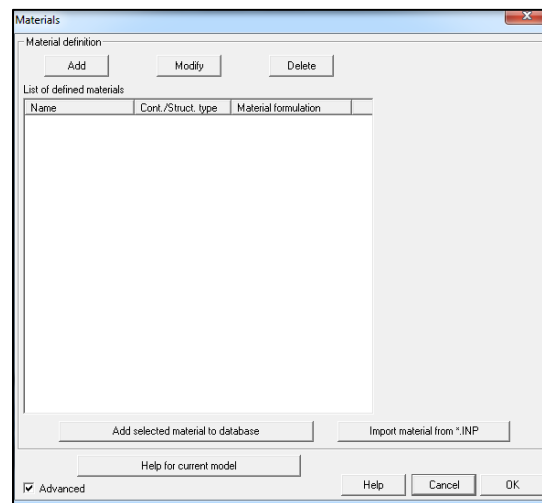 Materials
Material definition
Add Modify Delete
List of defined materials
Name Cont./Struct. type Material formulation
Add selected material to database Import material from *.INP
Help for current model
Advanced Help Cancel OK